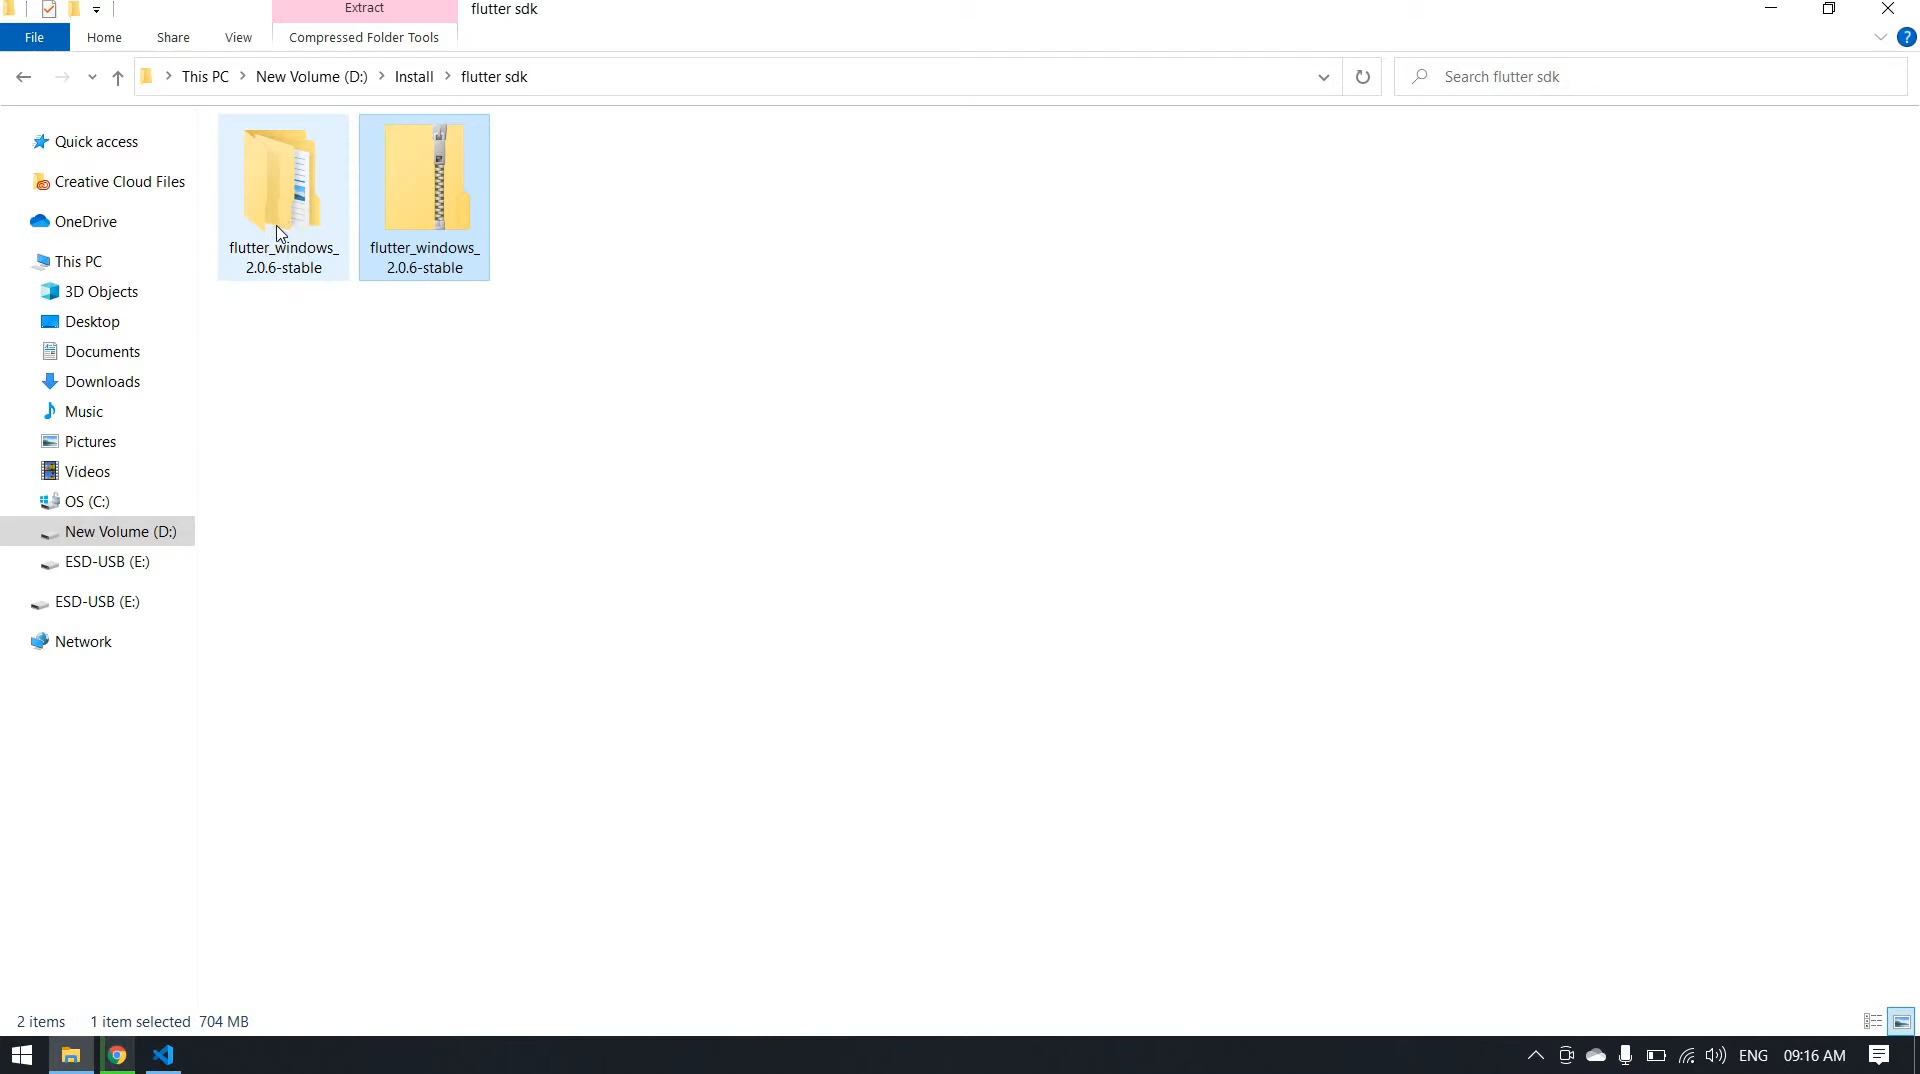 Extract
flutter sdk
File
Home
Share
View
Compressed Folder Tools
?
This PC
New Volume (D:)
Install
flutter sdk
Search flutter sdk
Quick access
Creative Cloud Files
OneDrive
This PC
3D Objects
Desktop
Documents
Downloads
Music
Pictures
Videos
OS (C:)
New Volume (D:)
ESD-USB (E:)
ESD-USB (E:)
Network
flutter_windows_
2.0.6-stable
flutter_windows_
2.0.6-stable
2 items
1 item selected 704 MB
ENG
09:16 AM